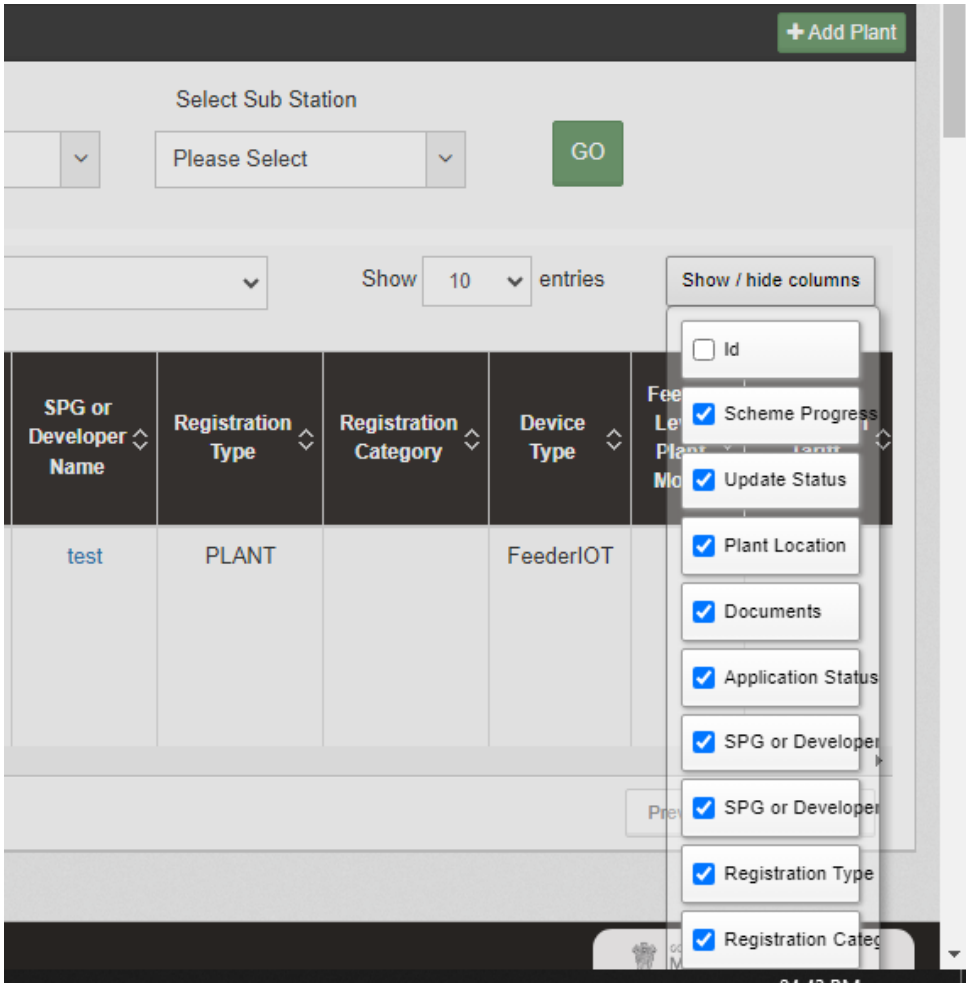 + Add Plant
Select Sub Station
Please Select
GO
Show 10 entries
Show / hide columns
SPG or
Developer
Name
Registration
Type
Registration
Category
Device
Type
Plant
Tariff
test
PLANT
FeederIOT
Id
Scheme Progress
Update Status
Plant Location
Documents
Application Status
SPG or Developer
SPG or Developer
Registration Type
Registration Categ